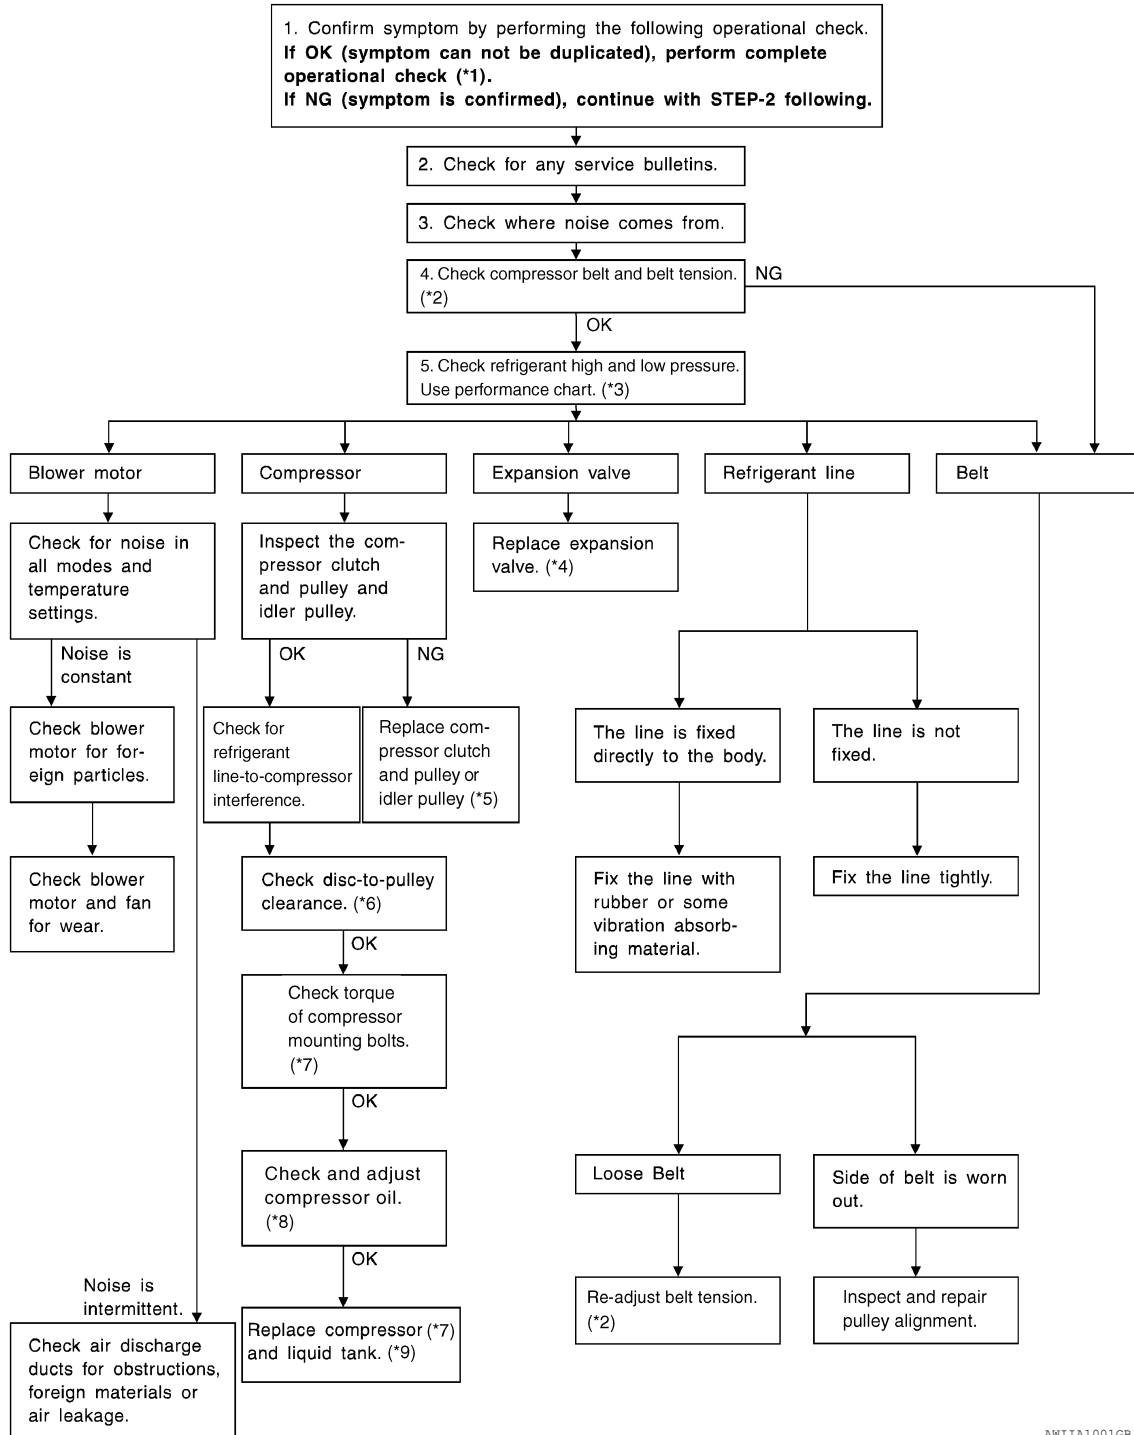 1. Confirm symptom by performing the following operational check.
If OK (symptom can not be duplicated), perform complete
operational check (*1).
If NG (symptom is confirmed), continue with STEP-2 following.
2. Check for any service bulletins.
3. Check where noise comes from.
4. Check compressor belt and belt tension.
(*2)
NG
OK
5. Check refrigerant high and low pressure.
Use performance chart. (*3)
Blower motor
Compressor
Expansion valve
Refrigerant line
Belt
Check for noise in
all modes and
temperature
settings.
Inspect the com-
pressor clutch
and pulley and
idler pulley.
Replace expansion
valve. (*4)
Noise is
constant
OK
NG
Check blower
motor for for-
eign particles.
Check for
refrigerant
line-to-compressor
interference.
Replace com-
pressor clutch
and pulley or
idler pulley (*5)
The line is fixed
directly to the body.
The line is not
fixed.
Check blower
motor and fan
for wear.
Check disc-to-pulley
clearance. (*6)
Fix the line with
rubber or some
vibration absorb-
ing material.
Fix the line tightly.
OK
Check torque
of compressor
mounting bolts.
(*7)
OK
Check and adjust
compressor oil.
(*8)
Loose Belt
Side of belt is worn
out.
OK
Noise is
intermittent.
Replace compressor (*7)
and liquid tank. (*9)
Re-adjust belt tension.
(*2)
Inspect and repair
pulley alignment.
Check air discharge
ducts for obstructions,
foreign materials or
air leakage.
AWIIA1001GB